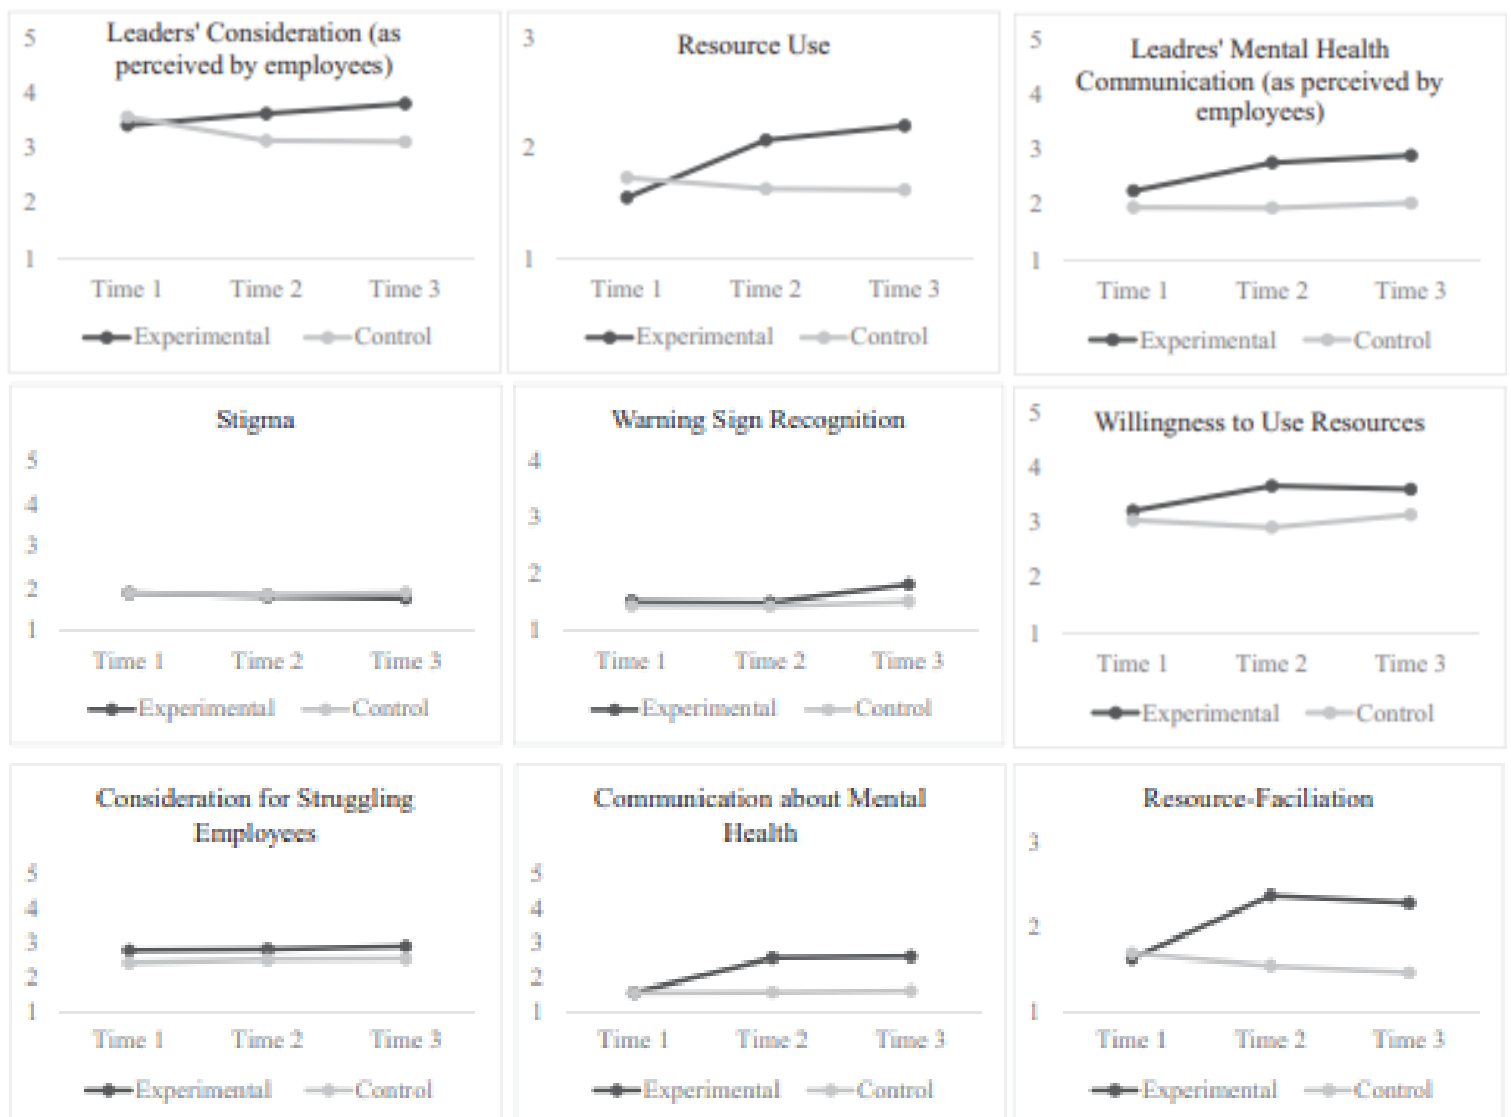 Leaders' Consideration (as
perceived by employees)
5
4
3
2
1
Time 1 Time 2 Time 3
Experimental Control
Resource Use
3
2
1
Time 1 Time 2 Time 3
Experimental Control
Leadres' Mental Health
Communication (as perceived by
employees)
5
4
3
2
1
Time 1 Time 2 Time 3
Experimental Control
Stigma
5
4
3
2
1
Time 1 Time 2 Time 3
Experimental Control
Warning Sign Recognition
4
3
2
1
Time 1 Time 2 Time 3
Experimental Control
Willingness to Use Resources
5
4
3
2
1
Time 1 Time 2 Time 3
Experimental Control
Consideration for Struggling
Employees
5
4
3
2
1
Time 1 Time 2 Time 3
Experimental Control
Communication about Mental
Health
5
4
3
2
1
Time 1 Time 2 Time 3
Experimental Control
Resource-Faciliation
3
2
1
Time 1 Time 2 Time 3
Experimental Control